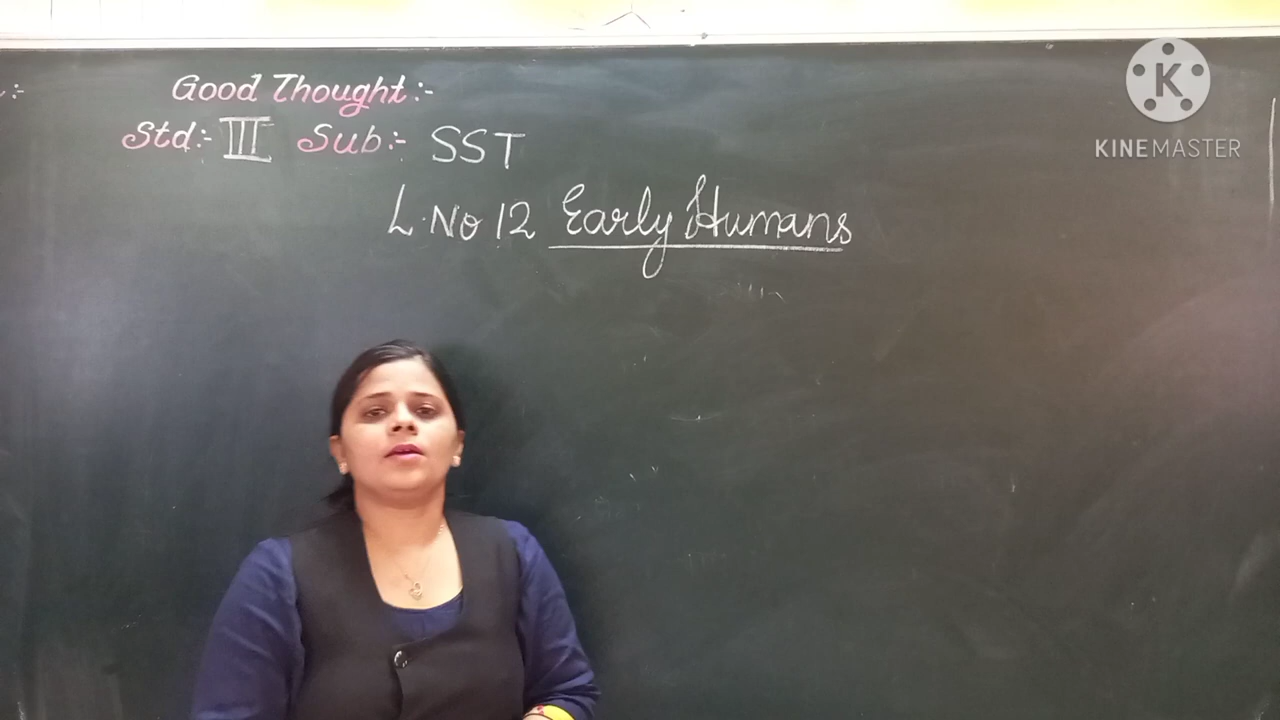 Good Thought:-
Std:- III Sub:- SST
L.No 12 Early Humans
K
KINEMASTER